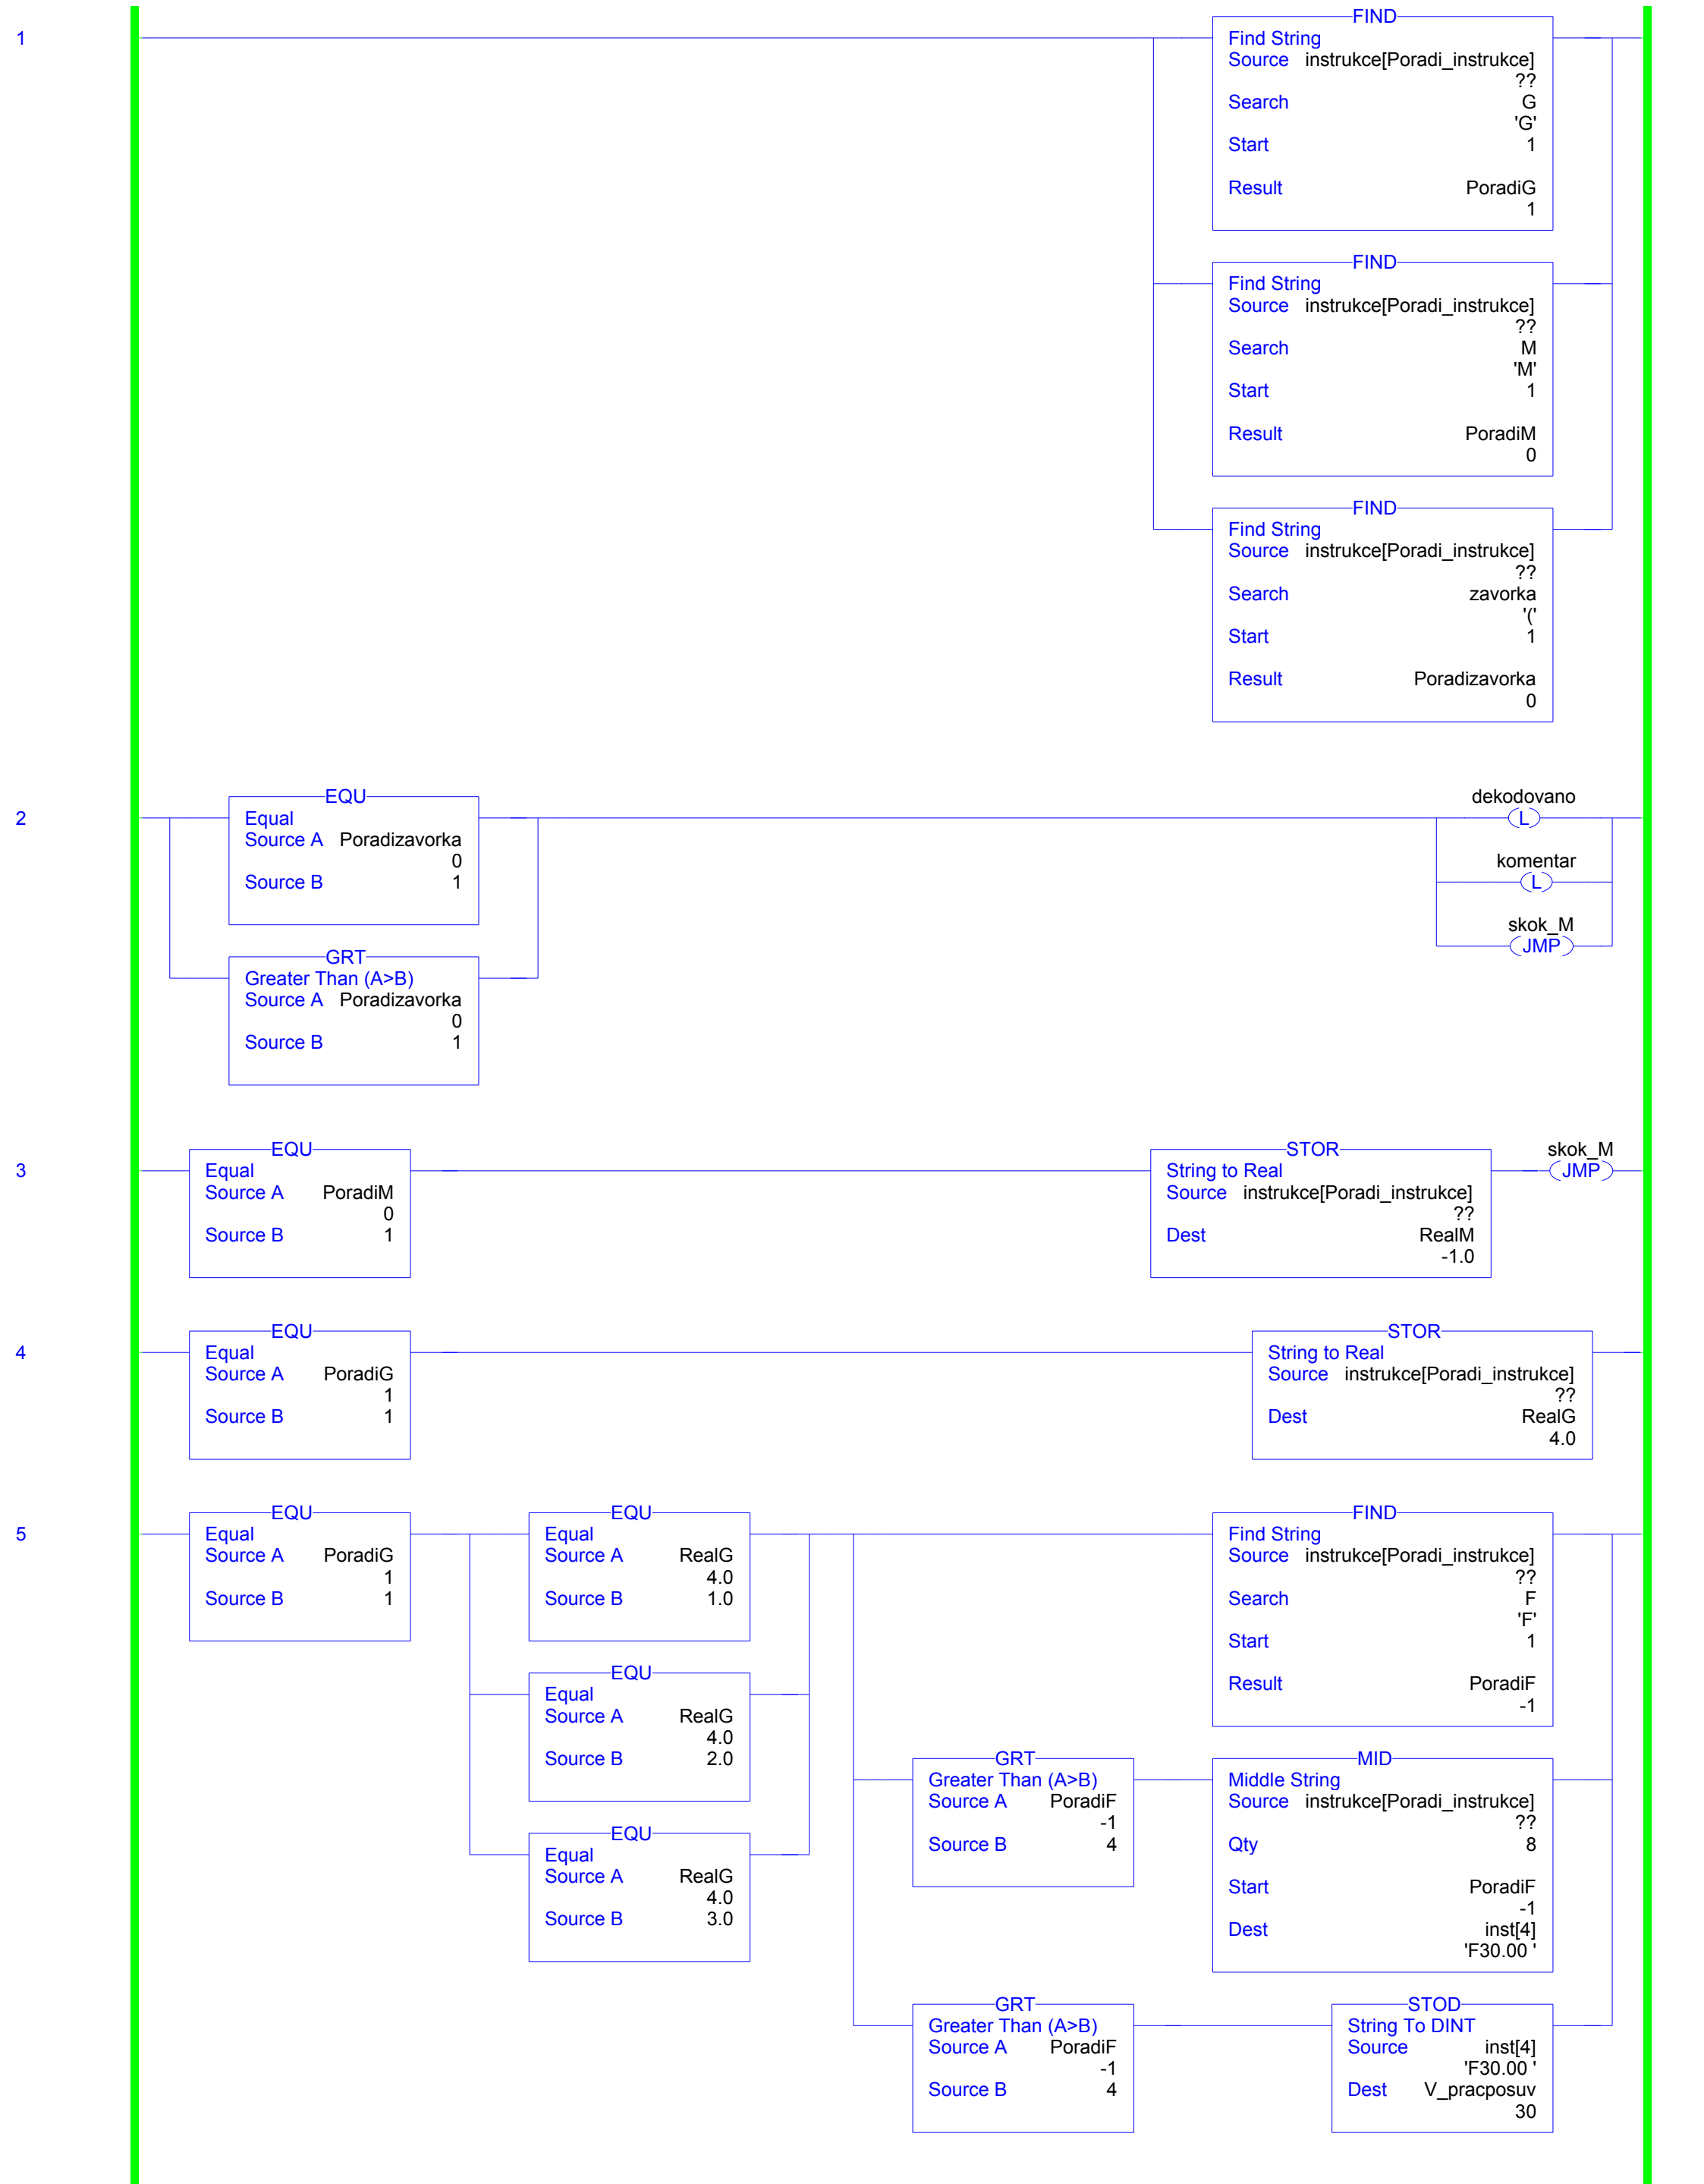 1
FIND
Find String
Source instrukce[Poradi_instrukce]
??
Search G
'G'
Start 1
Result PoradiG
1
FIND
Find String
Source instrukce[Poradi_instrukce]
??
Search M
'M'
Start 1
Result PoradiM
0
FIND
Find String
Source instrukce[Poradi_instrukce]
??
Search zavorka
'('
Start 1
Result Poradizavorka
0
2
EQU
Equal
Source A Poradizavorka
0
Source B 1
GRT
Greater Than (A>B)
Source A Poradizavorka
0
Source B 1
dekodovano
L
komentar
L
skok_M
JMP
3
EQU
Equal
Source A PoradiM
0
Source B 1
STOR
String to Real
Source instrukce[Poradi_instrukce]
??
Dest RealM
-1.0
skok_M
JMP
4
EQU
Equal
Source A PoradiG
1
Source B 1
STOR
String to Real
Source instrukce[Poradi_instrukce]
??
Dest RealG
4.0
5
EQU
Equal
Source A PoradiG
1
Source B 1
EQU
Equal
Source A RealG
4.0
Source B 1.0
EQU
Equal
Source A RealG
4.0
Source B 2.0
EQU
Equal
Source A RealG
4.0
Source B 3.0
FIND
Find String
Source instrukce[Poradi_instrukce]
??
Search F
'F'
Start 1
Result PoradiF
-1
GRT
Greater Than (A>B)
Source A PoradiF
-1
Source B 4
MID
Middle String
Source instrukce[Poradi_instrukce]
??
Qty 8
Start PoradiF
-1
Dest inst[4]
'F30.00 '
GRT
Greater Than (A>B)
Source A PoradiF
-1
Source B 4
STOD
String To DINT
Source inst[4]
'F30.00 '
Dest V_pracposuv
30